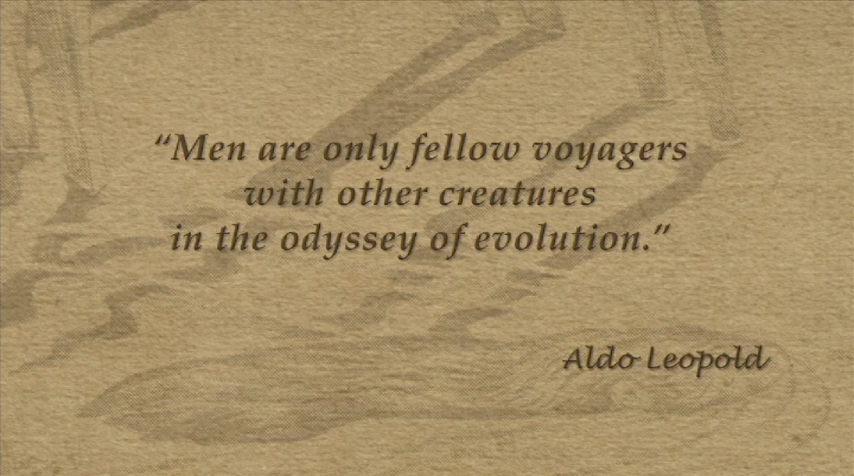 “Men are only fellow voyagers
with other creatures
in the odyssey of evolution.”
Aldo Leopold